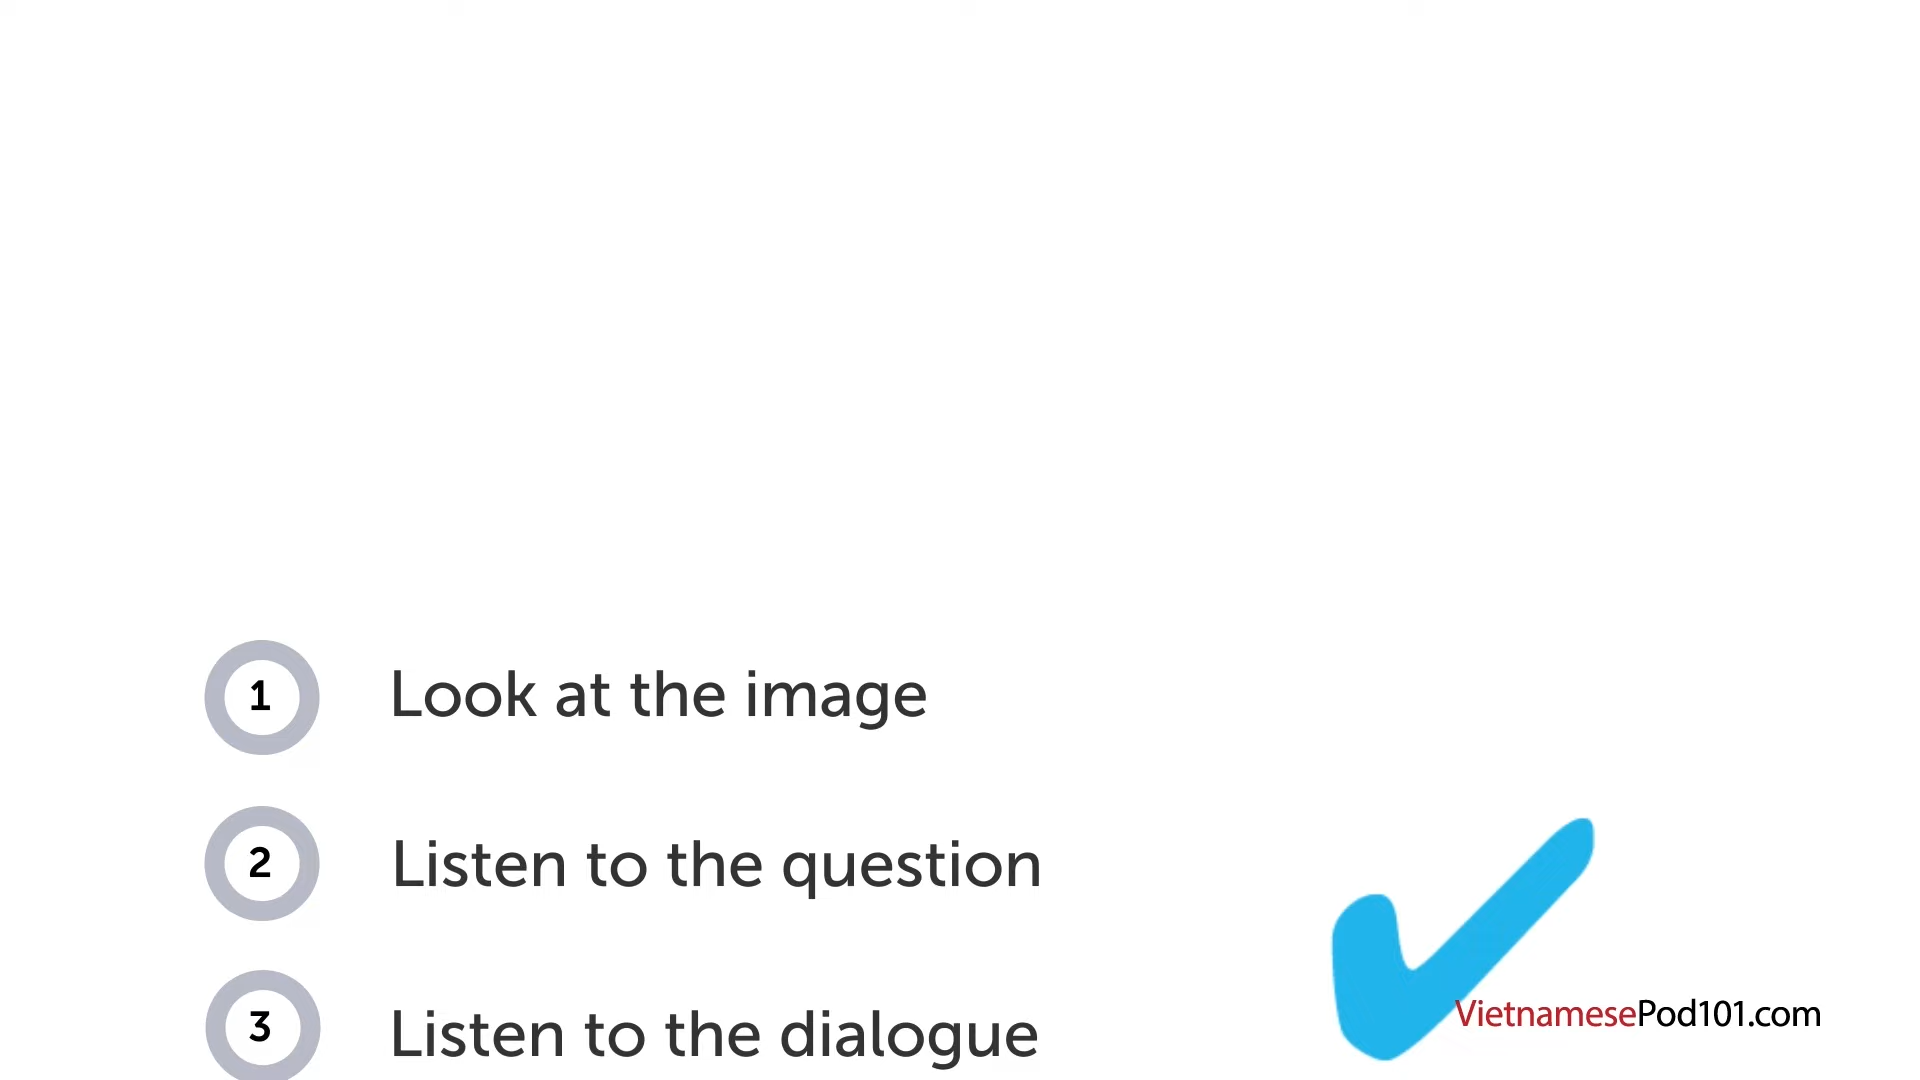 1 Look at the image
2 Listen to the question
3 Listen to the dialogue
VietnamesePod101.com